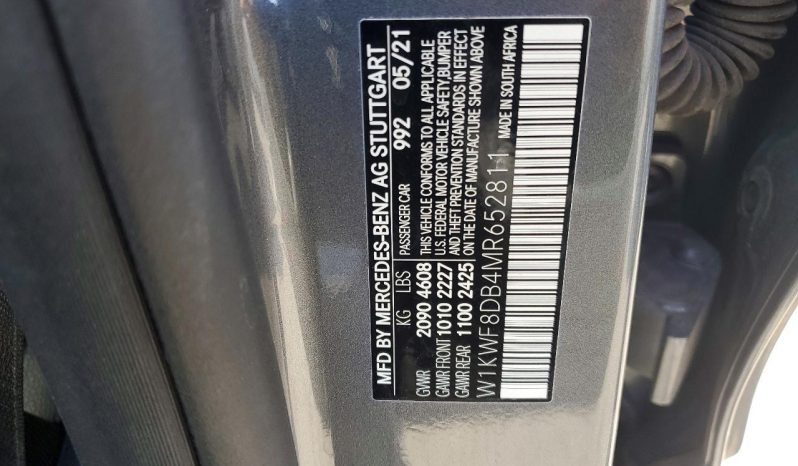 MFD BY MERCEDES-BENZ AG STUTTGART
KG LBS PASSENGER CAR 992 05/21
GVWR 2090 4608 THIS VEHICLE CONFORMS TO ALL APPLICABLE
GAWR FRONT 1010 2227 U.S. FEDERAL MOTOR VEHICLE SAFETY,BUMPER
GAWR REAR 1100 2425 AND THEFT PREVENTION STANDARDS IN EFFECT
ON THE DATE OF MANUFACTURE SHOWN ABOVE
W1KWF8DB4MR652811 MADE IN SOUTH AFRICA